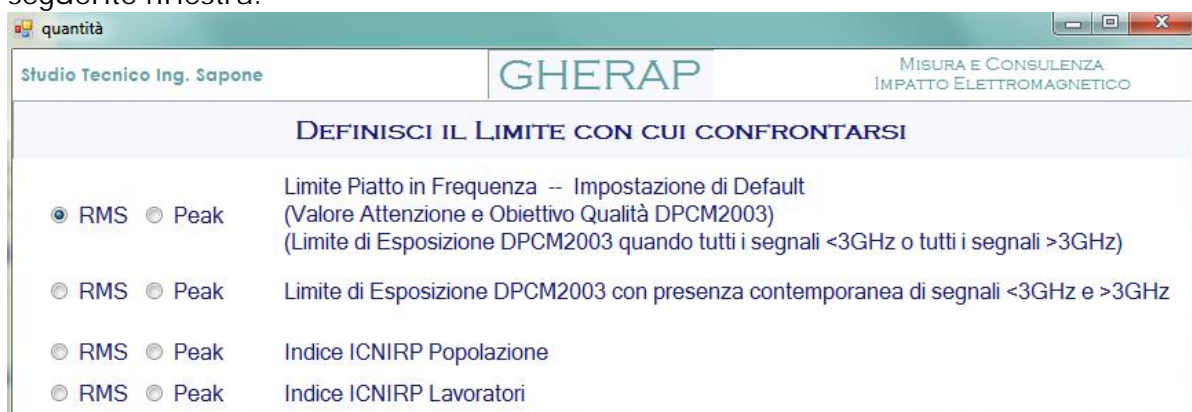 seguente finestra:
quantità
Studio Tecnico Ing. Sapone
GHERAP
MISURA E CONSULENZA
IMPATTO ELETTROMAGNETICO
DEFINISCI IL LIMITE CON CUI CONFRONTARSI
RMS Peak
Limite Piatto in Frequenza -- Impostazione di Default
(Valore Attenzione e Obiettivo Qualità DPCM2003)
(Limite di Esposizione DPCM2003 quando tutti i segnali <3GHz o tutti i segnali >3GHz)
RMS Peak Limite di Esposizione DPCM2003 con presenza contemporanea di segnali <3GHz e >3GHz
RMS Peak Indice ICNIRP Popolazione
RMS Peak Indice ICNIRP Lavoratori